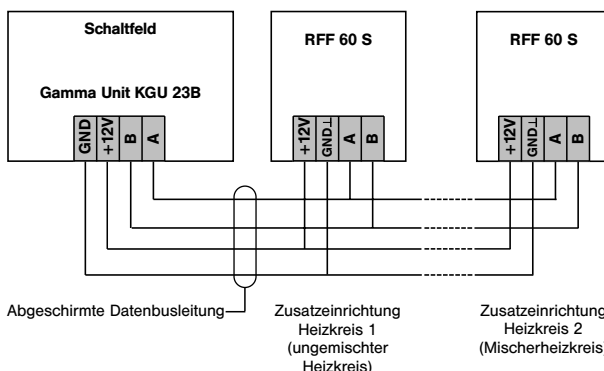 Schaltfeld
Gamma Unit KGU 23B
GND
+12V
B
A
RFF 60 S
+12V
GND⊥
A
B
RFF 60 S
+12V
GND⊥
A
B
Abgeschirmte Datenbusleitung
Zusatzeinrichtung
Heizkreis 1
(ungemischter
Heizkreis)
Zusatzeinrichtung
Heizkreis 2
(Mischerheizkreis)